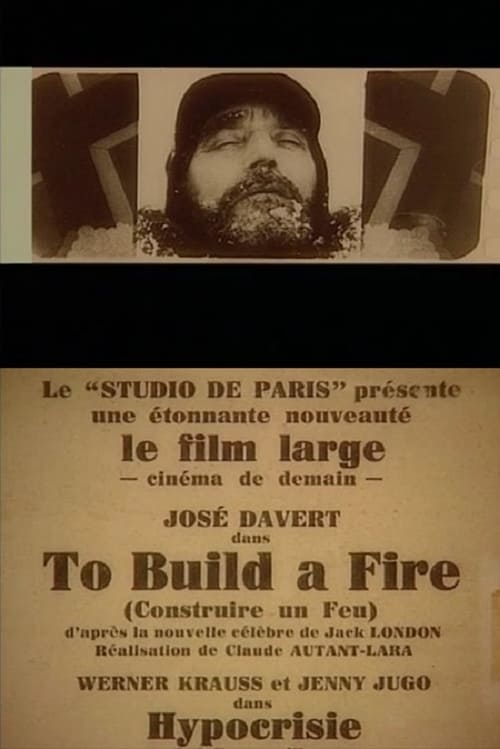 Le “STUDIO DE PARIS” présente
une étonnante nouveauté
le film large
— cinéma de demain —
JOSÉ DAVERT
dans
To Build a Fire
(Construire un Feu)
d'après la nouvelle célèbre de Jack LONDON
Réalisation de Claude AUTANT-LARA
WERNER KRAUSS et JENNY JUGO
dans
Hypocrisie